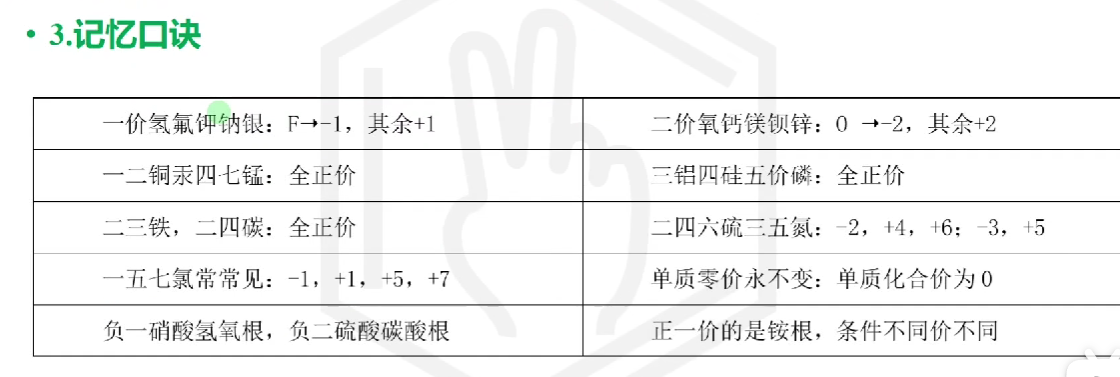 • 3.记忆口诀
一价氢氟钾钠银：F→-1，其余+1
二价氧钙镁钡锌：O →-2，其余+2
一二铜汞四七锰：全正价
三铝四硅五价磷：全正价
二三铁，二四碳：全正价
二四六硫三五氮：-2，+4，+6；-3，+5
一五七氯常常见：-1，+1，+5，+7
单质零价永不变：单质化合价为0
负一硝酸氢氧根，负二硫酸碳酸根
正一价的是铵根，条件不同价不同